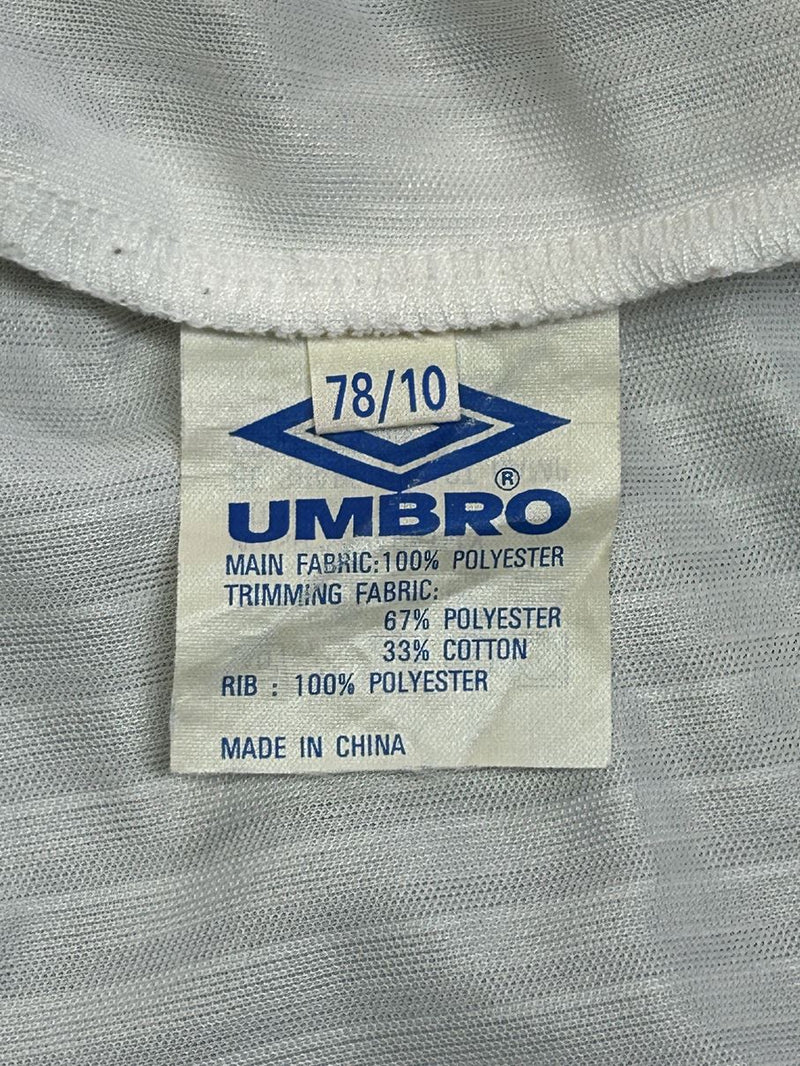 78/10
UMBRO®
MAIN FABRIC:100% POLYESTER
TRIMMING FABRIC:
67% POLYESTER
33% COTTON
RIB : 100% POLYESTER
MADE IN CHINA